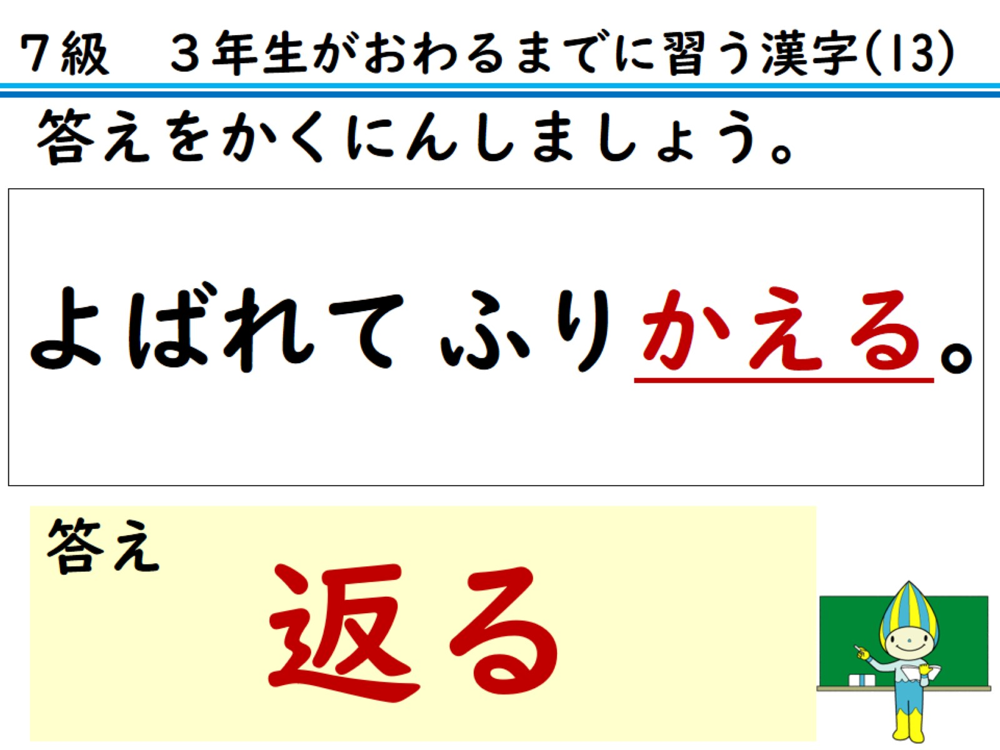 ７級　３年生がおわるまでに習う漢字(13)
答えをかくにんしましょう。
よばれて ふりかえる。
答え
返る